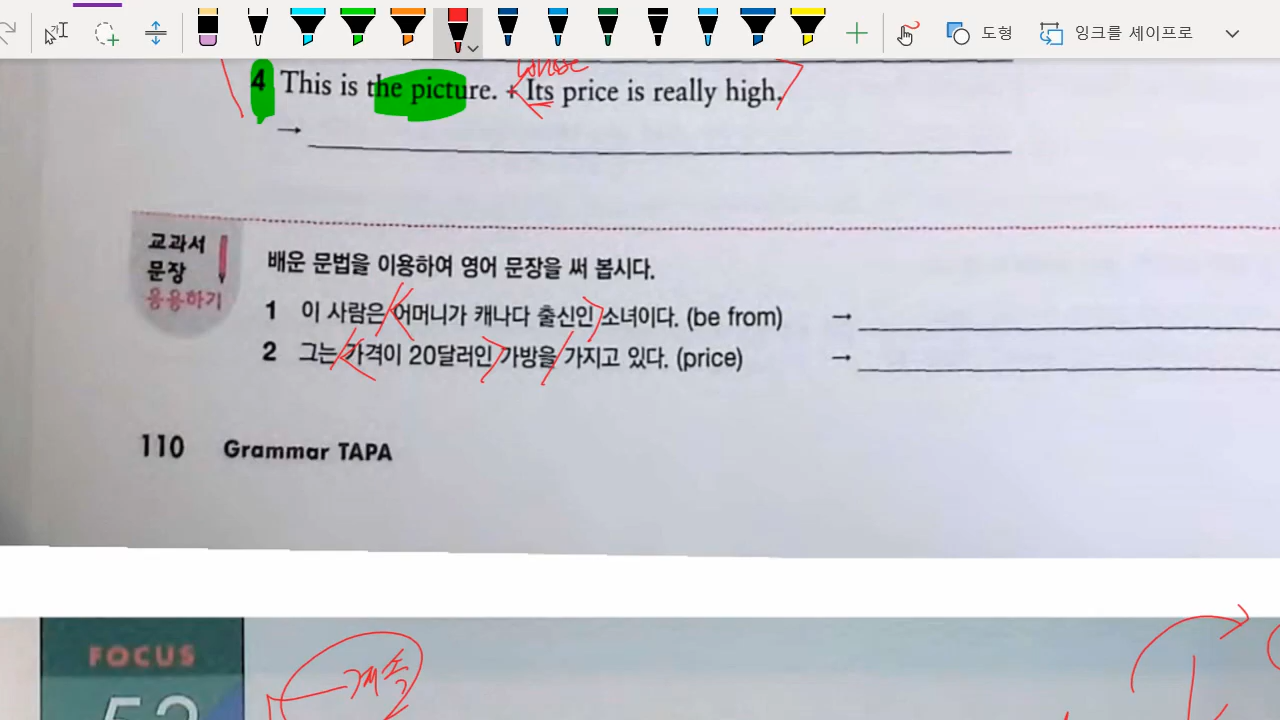 도형
잉크를 셰이프로
whose
4 This is the picture. + Its price is really high.
→
교과서
문장
응용하기
배운 문법을 이용하여 영어 문장을 써 봅시다.
1 이 사람은 어머니가 캐나다 출신인 소녀이다. (be from) →
2 그는 가격이 20달러인 가방을 가지고 있다. (price) →
110 Grammar TAPA
FOCUS
계속